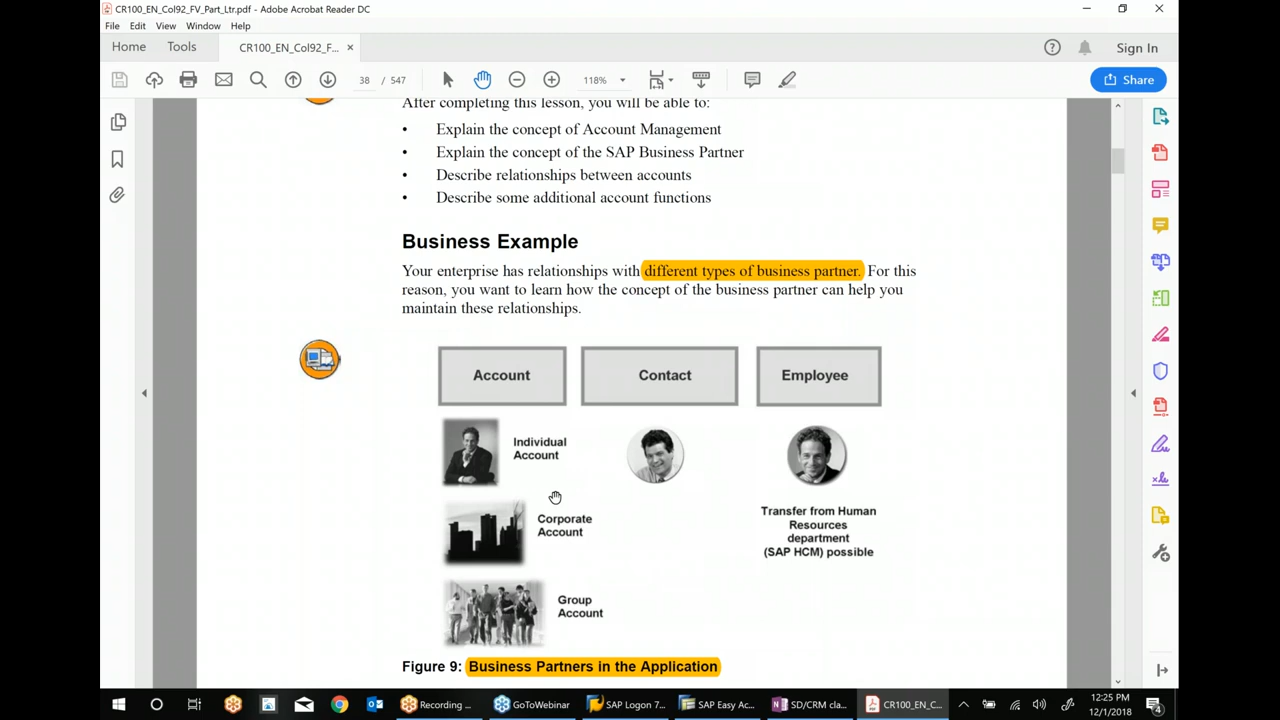 CR100_EN_Col92_FV_Part_Ltr.pdf - Adobe Acrobat Reader DC
File Edit View Window Help
Home Tools CR100_EN_Col92_F... × Sign In
38 / 547 118% Share
After completing this lesson, you will be able to:
• Explain the concept of Account Management
• Explain the concept of the SAP Business Partner
• Describe relationships between accounts
• Describe some additional account functions
Business Example
Your enterprise has relationships with different types of business partner. For this
reason, you want to learn how the concept of the business partner can help you
maintain these relationships.
Account Contact Employee
Individual
Account
Corporate
Account
Transfer from Human
Resources
department
(SAP HCM) possible
Group
Account
Figure 9: Business Partners in the Application
Recording ... GoToWebinar SAP Logon 7... SAP Easy Ac... SD/CRM cla... CR100_EN_C... 12:25 PM
12/1/2018 4